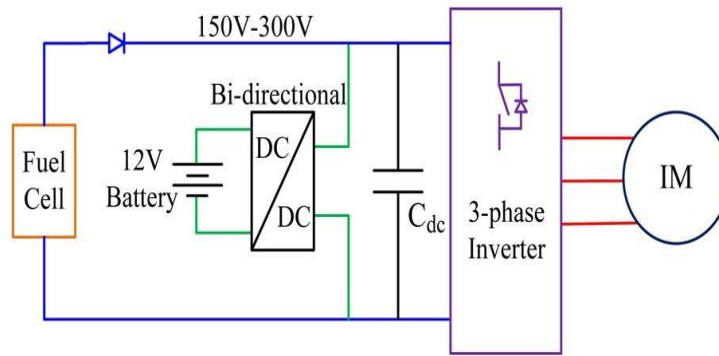 150V-300V
Bi-directional
Fuel
Cell
12V
Battery
DC
DC
C_dc
3-phase
Inverter
IM